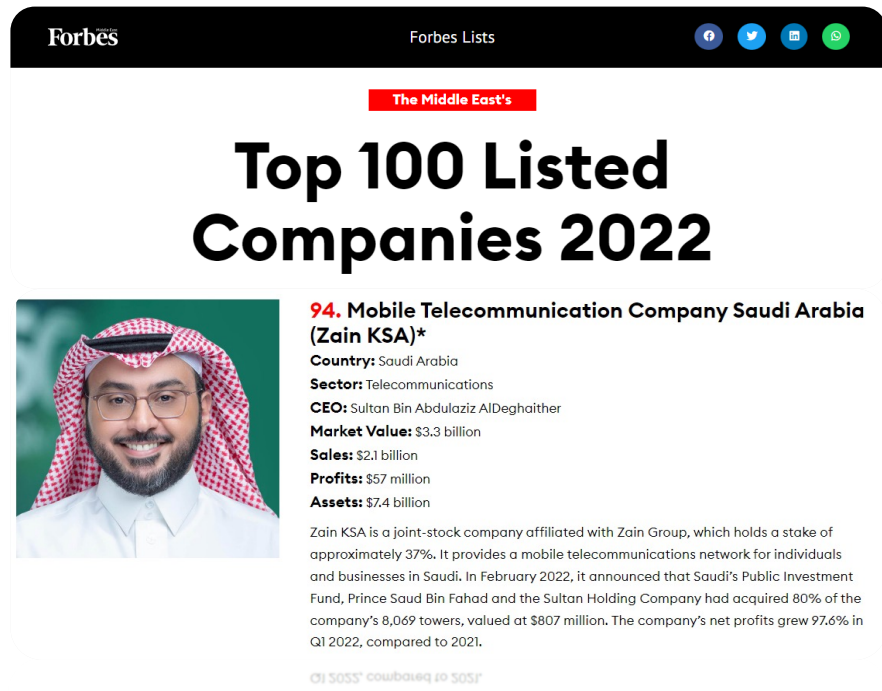 Forbes
Middle East
Forbes Lists
The Middle East's
Top 100 Listed
Companies 2022
94. Mobile Telecommunication Company Saudi Arabia
(Zain KSA)*
Country: Saudi Arabia
Sector: Telecommunications
CEO: Sultan Bin Abdulaziz AlDeghaither
Market Value: $3.3 billion
Sales: $2.1 billion
Profits: $57 million
Assets: $7.4 billion
Zain KSA is a joint-stock company affiliated with Zain Group, which holds a stake of
approximately 37%. It provides a mobile telecommunications network for individuals
and businesses in Saudi. In February 2022, it announced that Saudi's Public Investment
Fund, Prince Saud Bin Fahad and the Sultan Holding Company had acquired 80% of the
company's 8,069 towers, valued at $807 million. The company's net profits grew 97.6% in
Q1 2022, compared to 2021.